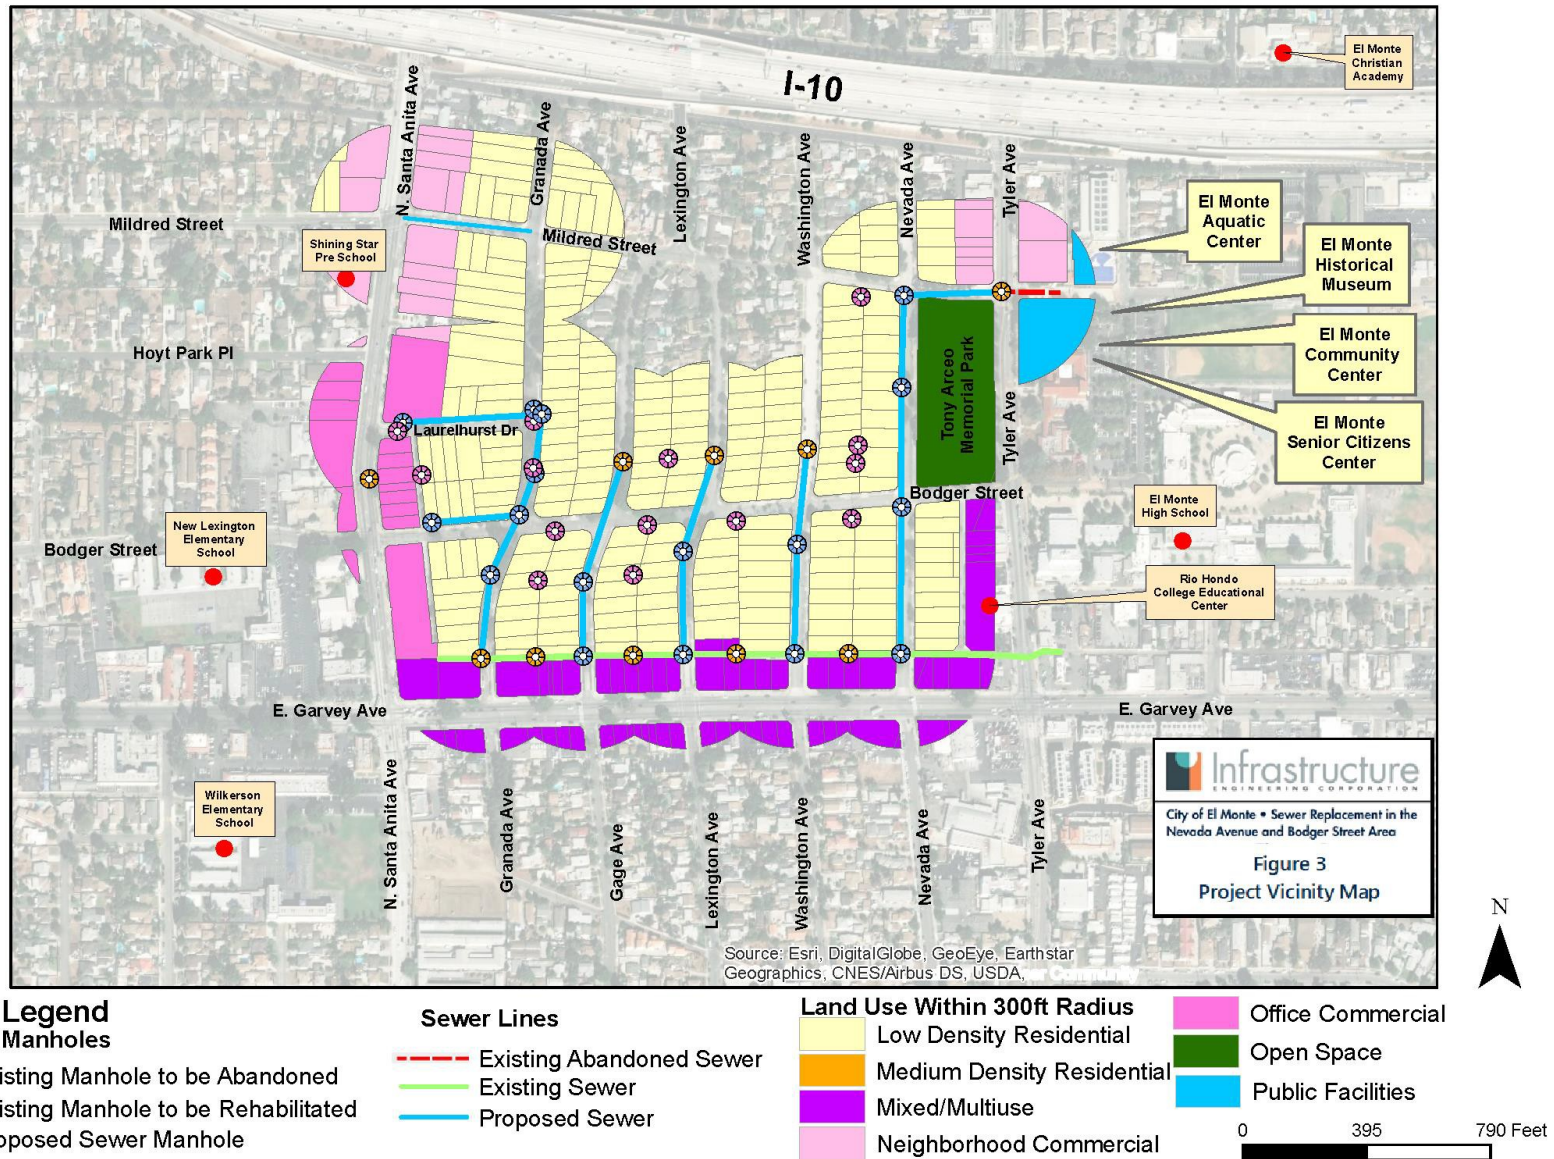 I-10
El Monte
Christian
Academy
N. Santa Anita Ave
Granada Ave
Lexington Ave
Washington Ave
Nevada Ave
Tyler Ave
Mildred Street
Mildred Street
Shining Star
Pre School
El Monte
Aquatic
Center
El Monte
Historical
Museum
El Monte
Community
Center
El Monte
Senior Citizens
Center
Hoyt Park Pl
Laurelhurst Dr
Tony Arceo
Memorial Park
Tyler Ave
Bodger Street
El Monte
High School
New Lexington
Elementary
School
Bodger Street
Rio Hondo
College Educational
Center
E. Garvey Ave
E. Garvey Ave
Wilkerson
Elementary
School
N. Santa Anita Ave
Granada Ave
Gage Ave
Lexington Ave
Washington Ave
Nevada Ave
Tyler Ave
Infrastructure
ENGINEERING CORPORATION
City of El Monte • Sewer Replacement in the
Nevada Avenue and Bodger Street Area
Figure 3
Project Vicinity Map
N
Source: Esri, DigitalGlobe, GeoEye, Earthstar
Geographics, CNES/Airbus DS, USDA, er Community
Legend
Manholes
isting Manhole to be Abandoned
isting Manhole to be Rehabilitated
oposed Sewer Manhole
Sewer Lines
Existing Abandoned Sewer
Existing Sewer
Proposed Sewer
Land Use Within 300ft Radius
Low Density Residential
Medium Density Residential
Mixed/Multiuse
Neighborhood Commercial
Office Commercial
Open Space
Public Facilities
0 395 790 Feet